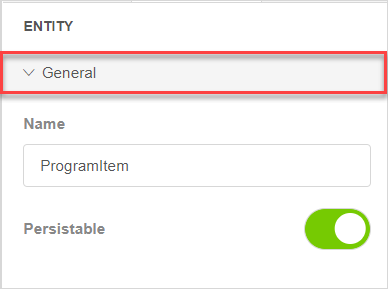 ENTITY
General
Name
ProgramItem
Persistable